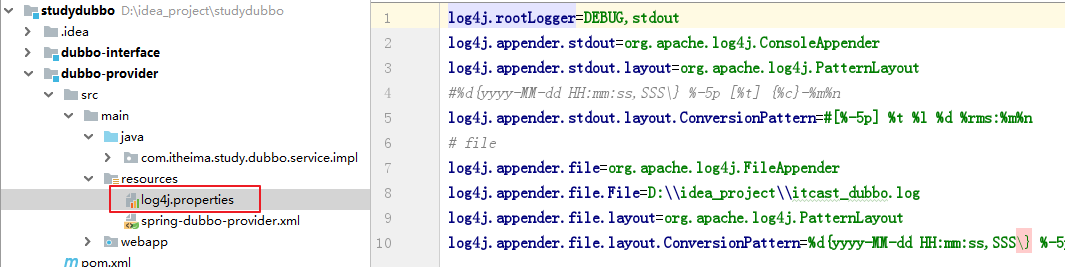 studydubbo D:\idea_project\studydubbo
.idea
dubbo-interface
dubbo-provider
src
main
java
com.itheima.study.dubbo.service.impl
resources
log4j.properties
spring-dubbo-provider.xml
webapp
pom.xml
1 log4j.rootLogger=DEBUG,stdout
2 log4j.appender.stdout=org.apache.log4j.ConsoleAppender
3 log4j.appender.stdout.layout=org.apache.log4j.PatternLayout
4 #%d{yyyy-MM-dd HH:mm:ss,SSS\} %-5p [%t] {%c}-%m%n
5 log4j.appender.stdout.layout.ConversionPattern=#[%-5p] %t %l %d %rms:%m%n
6 # file
7 log4j.appender.file=org.apache.log4j.FileAppender
8 log4j.appender.file.File=D:\\idea_project\\itcast_dubbo.log
9 log4j.appender.file.layout=org.apache.log4j.PatternLayout
10 log4j.appender.file.layout.ConversionPattern=%d{yyyy-MM-dd HH:mm:ss,SSS\} %-5p